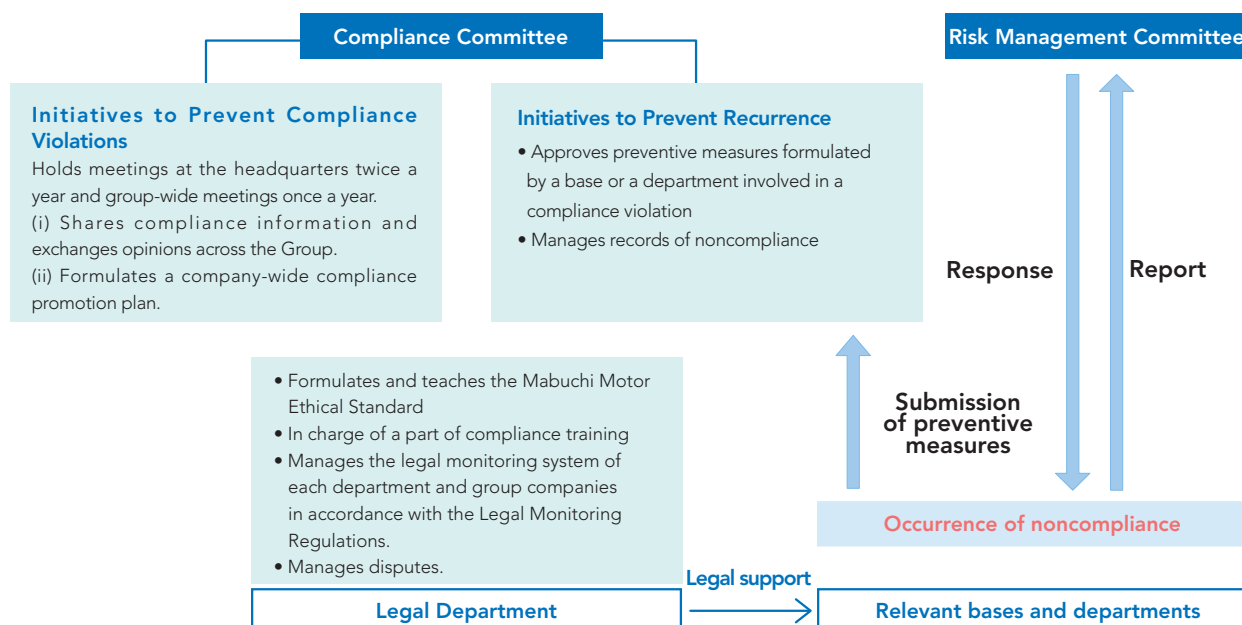 Compliance Committee
Risk Management Committee
Initiatives to Prevent Compliance
Violations
Holds meetings at the headquarters twice a
year and group-wide meetings once a year.
(i) Shares compliance information and
exchanges opinions across the Group.
(ii) Formulates a company-wide compliance
promotion plan.
Initiatives to Prevent Recurrence
• Approves preventive measures formulated
by a base or a department involved in a
compliance violation
• Manages records of noncompliance
Response
Report
• Formulates and teaches the Mabuchi Motor
Ethical Standard
• In charge of a part of compliance training
• Manages the legal monitoring system of
each department and group companies
in accordance with the Legal Monitoring
Regulations.
• Manages disputes.
Submission
of preventive
measures
Occurrence of noncompliance
Legal Department
Legal support
Relevant bases and departments